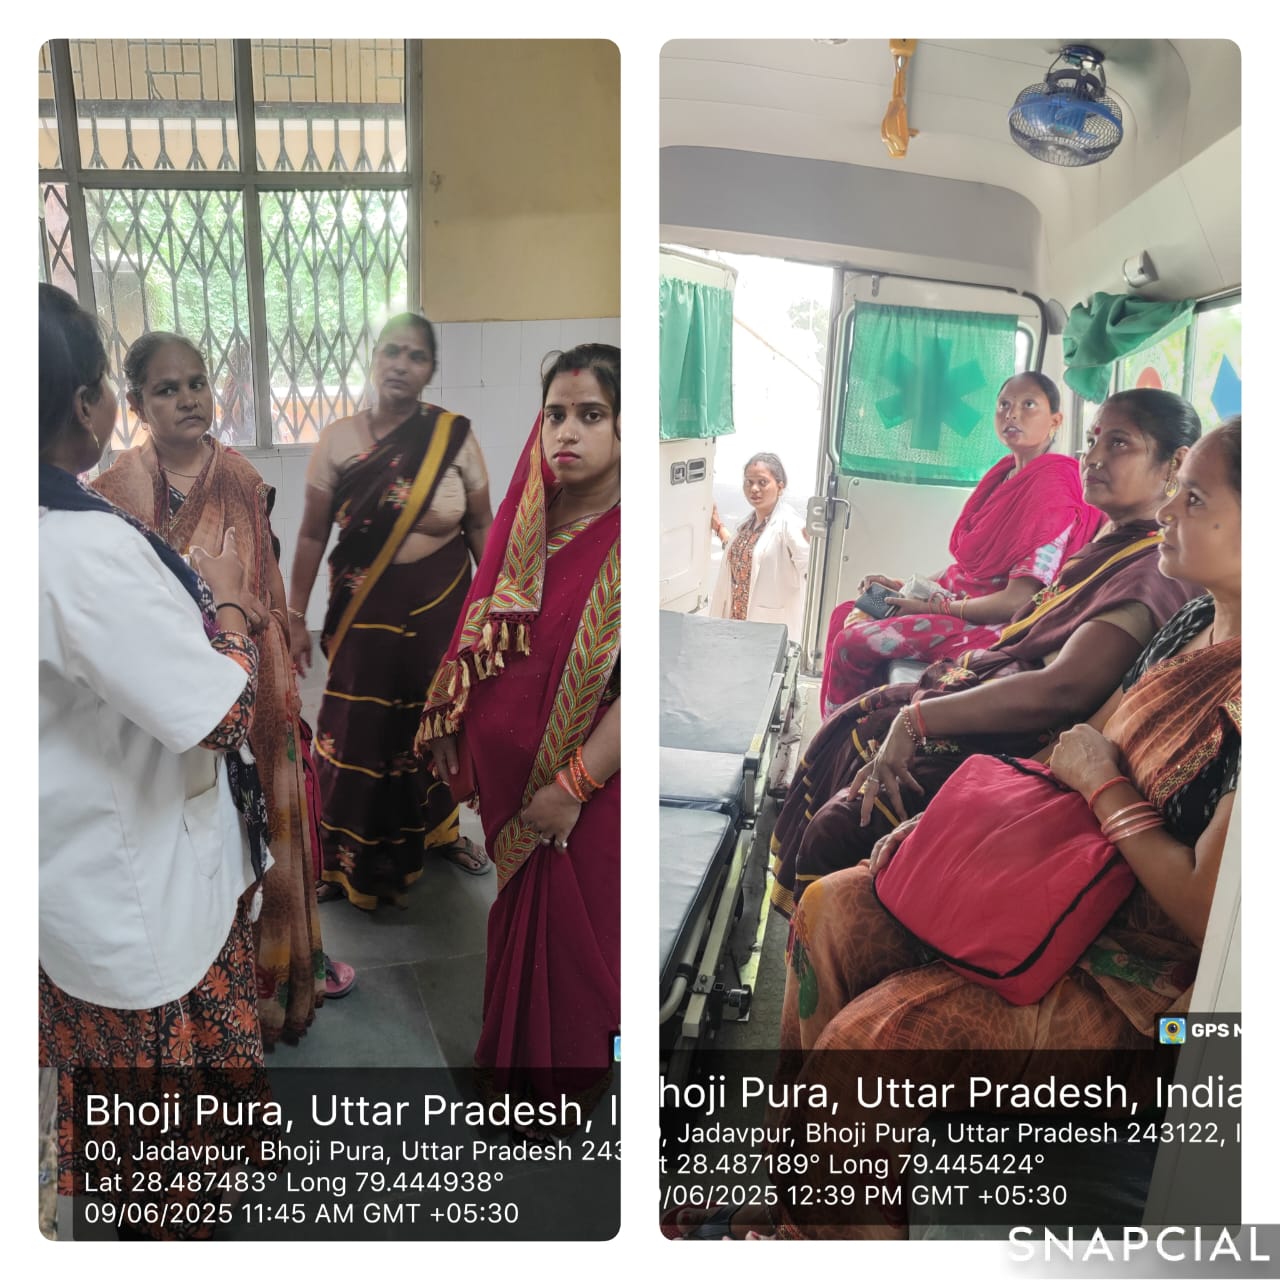 Bhoji Pura, Uttar Pradesh, I
00, Jadavpur, Bhoji Pura, Uttar Pradesh 243
Lat 28.487483° Long 79.444938°
09/06/2025 11:45 AM GMT +05:30
GPS M
hoji Pura, Uttar Pradesh, India
, Jadavpur, Bhoji Pura, Uttar Pradesh 243122, I
t 28.487189° Long 79.445424°
/06/2025 12:39 PM GMT +05:30
SNAPCIAL